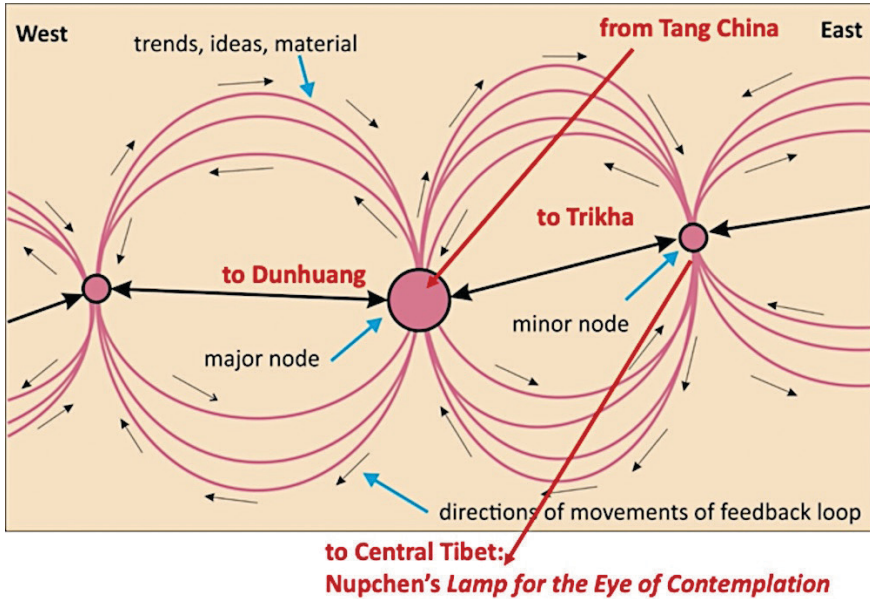 West
from Tang China
East
trends, ideas, material
to Trikha
to Dunhuang
minor node
major node
directions of movements of feedback loop
to Central Tibet:
Nupchen’s Lamp for the Eye of Contemplation